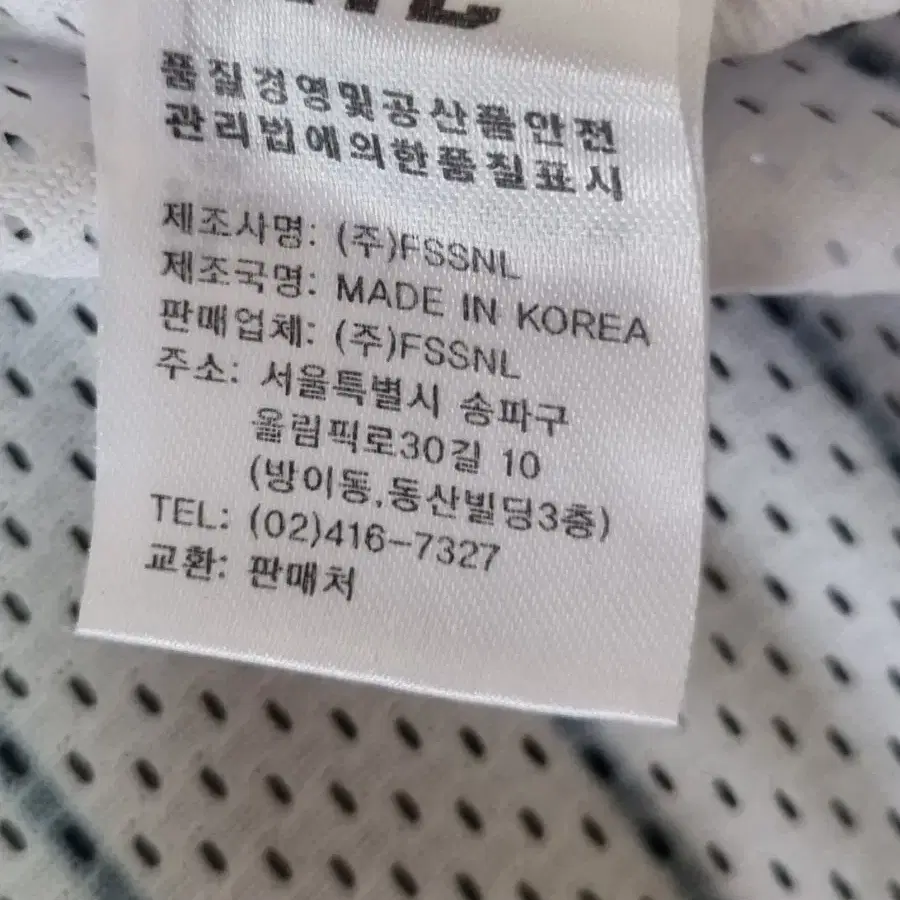 품질경영및공산품안전
관리법에의한품질표시
제조사명: (주)FSSNL
제조국명: MADE IN KOREA
판매업체: (주)FSSNL
주소: 서울특별시 송파구
올림픽로30길 10
(방이동,동산빌딩3층)
TEL: (02)416-7327
교환: 판매처